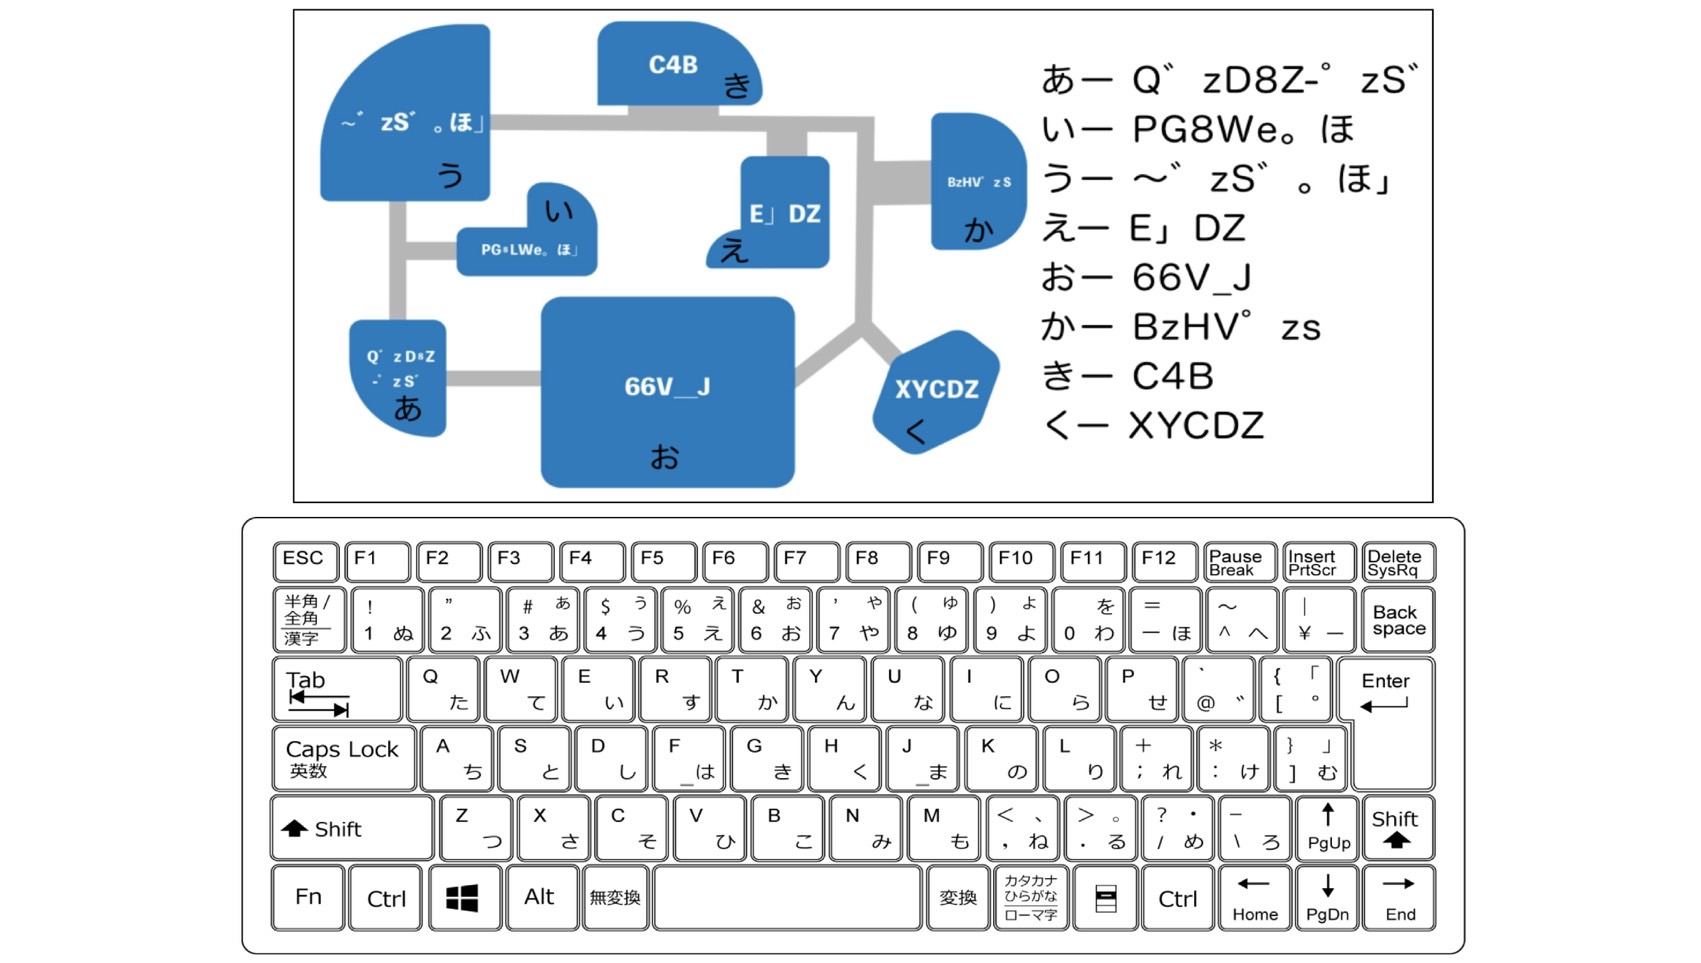 C4B
き
~゛ zS゛ 。ほ」
う
い
PG8LWe。ほ」
E」DZ
え
BzHV゜zS
か
Q゛zD8Z
-゜zS゛
あ
66V__J
お
XYCDZ
く
あー Q゛ zD8Z-゜ zS゛
いー PG8We。ほ
うー ~゛ zS゛ 。ほ」
えー E」DZ
おー 66V_J
かー BzHV゜ zs
きー C4B
くー XYCDZ
ESC F1 F2 F3 F4 F5 F6 F7 F8 F9 F10 F11 F12 Pause Break Insert PrtScr Delete SysRq
半角/全角 漢字 ! 1 ぬ ” 2 ふ # ぁ 3 あ $ ぅ 4 う % ぇ 5 え & ぉ 6 お ’ ゃ 7 や ( ゅ 8 ゆ ) ょ 9 よ を 0 わ = ー ほ ~ ^ へ | ¥ ー Back space
Tab Q た W て E い R す T か Y ん U な I に O ら P せ ` @ ゛ { 「 [ ゜ Enter
Caps Lock 英数 A ち S と D し F _ は G き H く J _ ま K の L り + ; れ * : け } 」 ] む
Shift Z つ X さ C そ V ひ B こ N み M も < 、 , ね > 。 . る ? ・ / め _ \ ろ ↑ PgUp Shift
Fn Ctrl Alt 無変換 変換 カタカナ ひらがな ローマ字 Ctrl ← Home ↓ PgDn → End